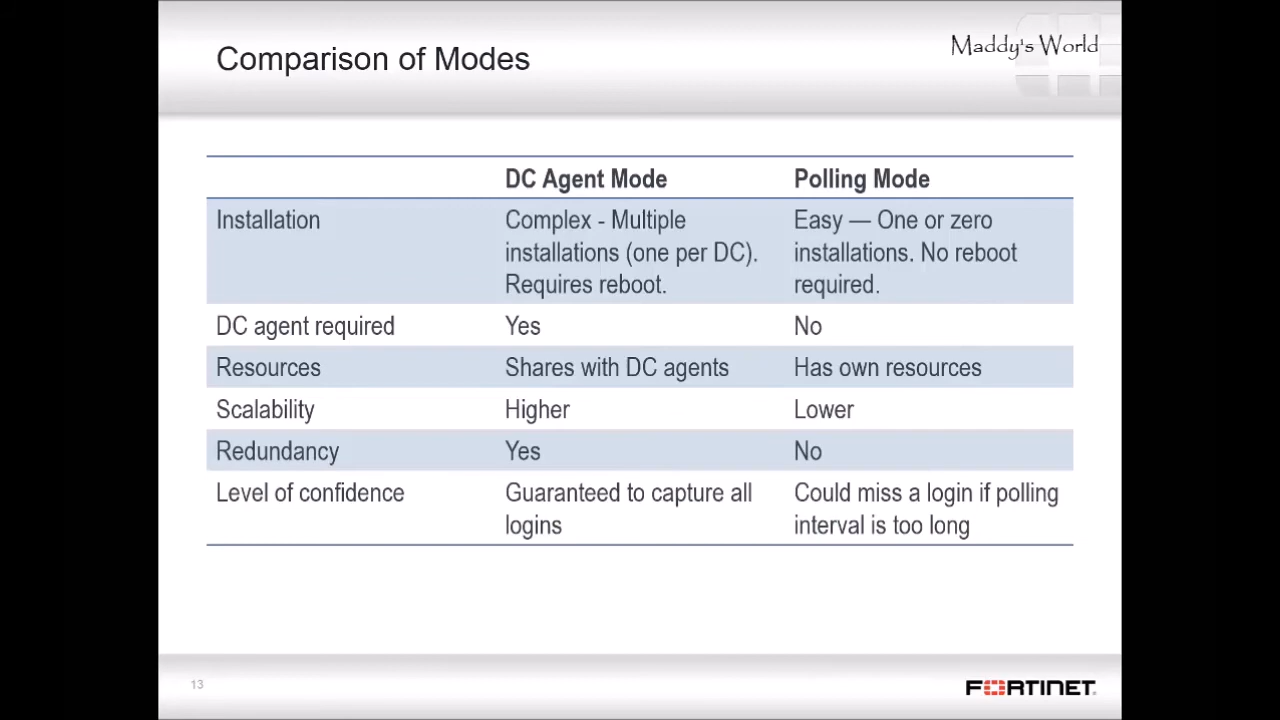 Comparison of Modes
Maddy's World
DC Agent Mode
Polling Mode
Installation
Complex - Multiple
installations (one per DC).
Requires reboot.
Easy — One or zero
installations. No reboot
required.
DC agent required
Yes
No
Resources
Shares with DC agents
Has own resources
Scalability
Higher
Lower
Redundancy
Yes
No
Level of confidence
Guaranteed to capture all
logins
Could miss a login if polling
interval is too long
13
FORTINET